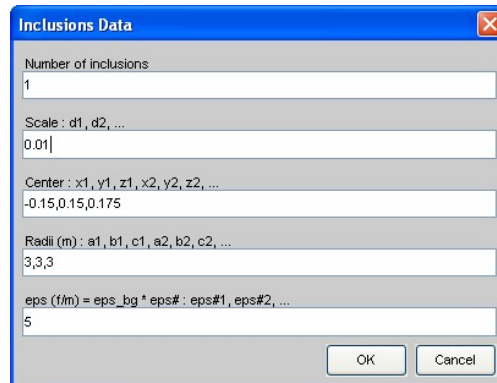 Inclusions Data
Number of inclusions
1
Scale : d1, d2, ...
0.01
Center : x1, y1, z1, x2, y2, z2, ...
-0.15,0.15,0.175
Radii (m) : a1, b1, c1, a2, b2, c2, ...
3,3,3
eps (f/m) = eps_bg * eps# : eps#1, eps#2, ...
5
OK Cancel